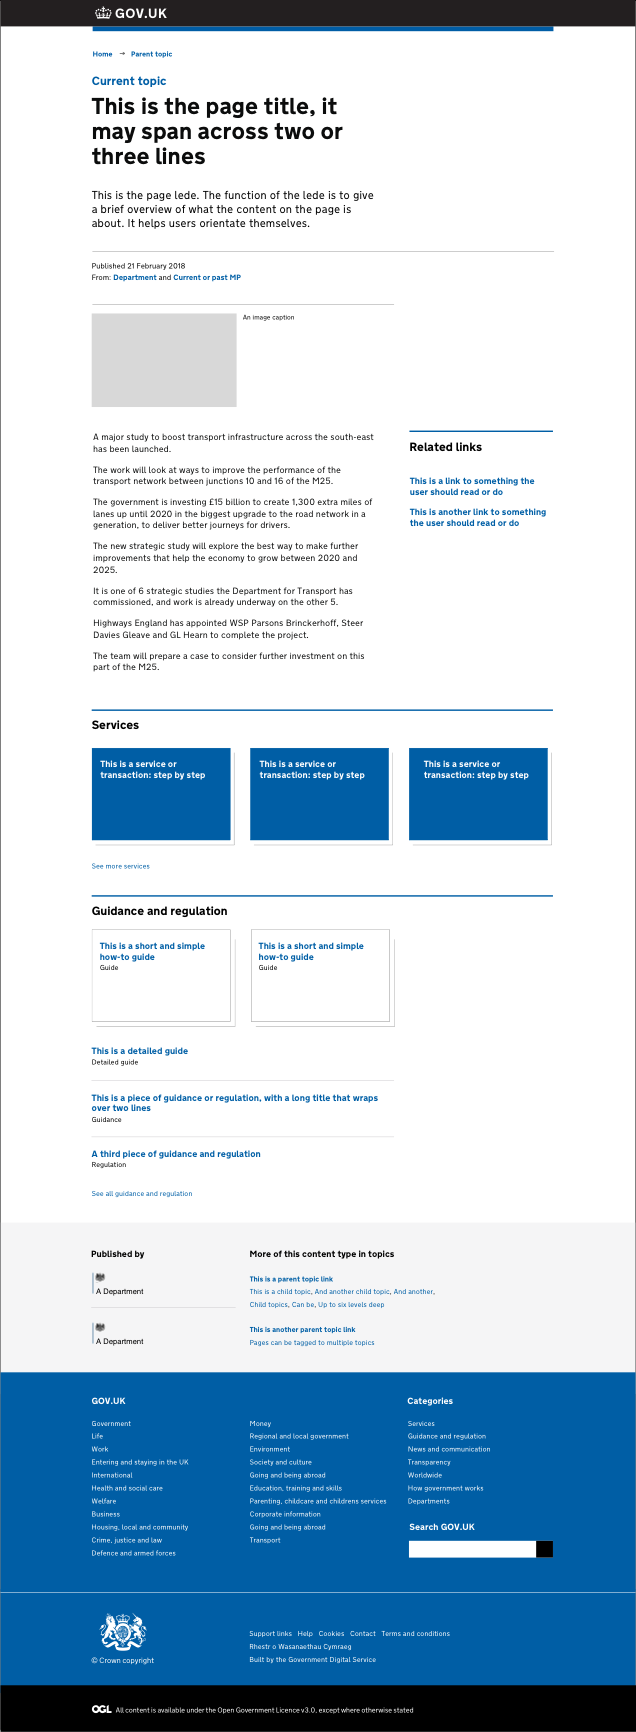 GOV.UK
Home → Parent topic
Current topic
This is the page title, it
may span across two or
three lines
This is the page lede. The function of the lede is to give
a brief overview of what the content on the page is
about. It helps users orientate themselves.
Published 21 February 2018
From: Department and Current or past MP
An image caption
A major study to boost transport infrastructure across the south-east
has been launched.
The work will look at ways to improve the performance of the
transport network between junctions 10 and 16 of the M25.
The government is investing £15 billion to create 1,300 extra miles of
lanes up until 2020 in the biggest upgrade to the road network in a
generation, to deliver better journeys for drivers.
The new strategic study will explore the best way to make further
improvements that help the economy to grow between 2020 and
2025.
It is one of 6 strategic studies the Department for Transport has
commissioned, and work is already underway on the other 5.
Highways England has appointed WSP Parsons Brinckerhoff, Steer
Davies Gleave and GL Hearn to complete the project.
The team will prepare a case to consider further investment on this
part of the M25.
Related links
This is a link to something the
user should read or do
This is another link to something
the user should read or do
Services
This is a service or
transaction: step by step
This is a service or
transaction: step by step
This is a service or
transaction: step by step
See more services
Guidance and regulation
This is a short and simple
how-to guide
Guide
This is a short and simple
how-to guide
Guide
This is a detailed guide
Detailed guide
This is a piece of guidance or regulation, with a long title that wraps
over two lines
Guidance
A third piece of guidance and regulation
Regulation
See all guidance and regulation
Published by
A Department
A Department
More of this content type in topics
This is a parent topic link
This is a child topic, And another child topic, And another,
Child topics, Can be, Up to six levels deep
This is another parent topic link
Pages can be tagged to multiple topics
GOV.UK
Government
Life
Work
Entering and staying in the UK
International
Health and social care
Welfare
Business
Housing, local and community
Crime, justice and law
Defence and armed forces
Money
Regional and local government
Environment
Society and culture
Going and being abroad
Education, training and skills
Parenting, childcare and childrens services
Corporate information
Going and being abroad
Transport
Categories
Services
Guidance and regulation
News and communication
Transparency
Worldwide
How government works
Departments
Search GOV.UK
© Crown copyright
Support links Help Cookies Contact Terms and conditions
Rhestr o Wasanaethau Cymraeg
Built by the Government Digital Service
OGL All content is available under the Open Government Licence v3.0, except where otherwise stated